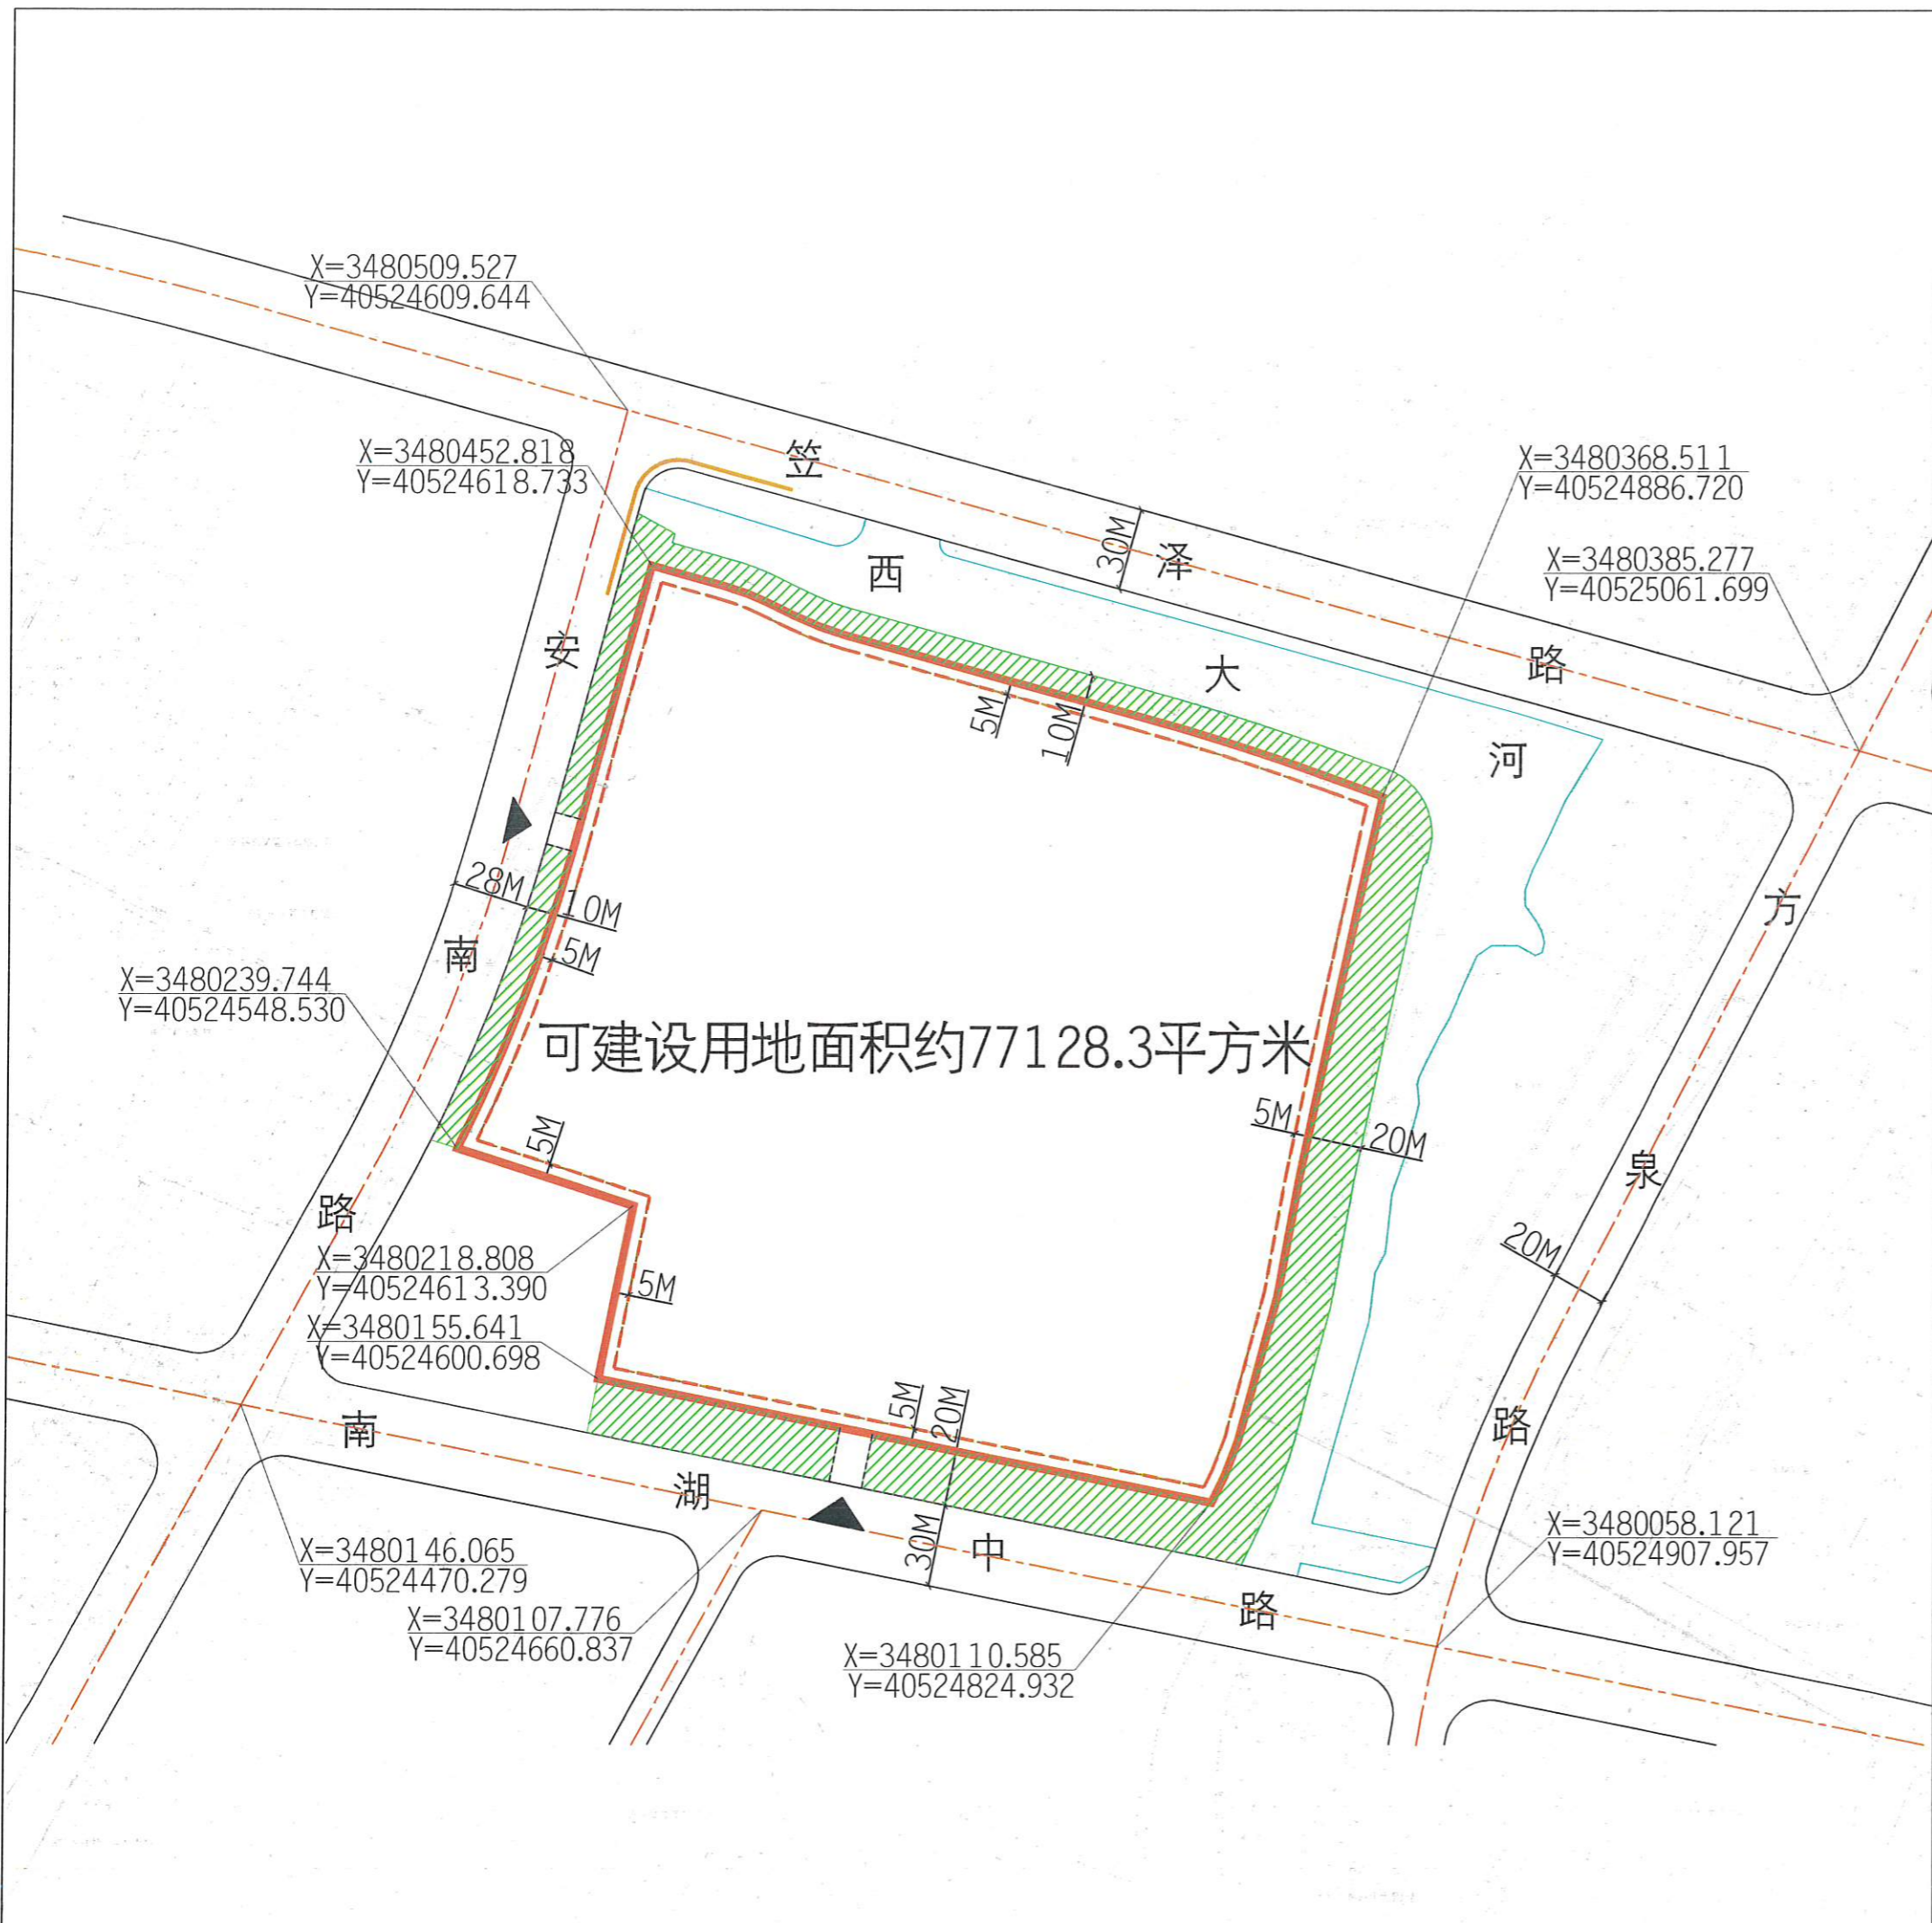 X=3480509.527
Y=40524609.644
X=3480452.818
Y=40524618.733
笠
泽
路
30M
X=3480368.511
Y=40524886.720
X=3480385.277
Y=40525061.699
西
大
河
安
南
路
5M
10M
28M
10M
5M
方
泉
路
X=3480239.744
Y=40524548.530
可建设用地面积约77128.3平方米
5M
5M
20M
20M
X=3480218.808
Y=40524613.390
5M
X=3480155.641
Y=40524600.698
5M
20M
南
湖
中
路
30M
X=3480146.065
Y=40524470.279
X=3480107.776
Y=40524660.837
X=3480110.585
Y=40524824.932
X=3480058.121
Y=40524907.957